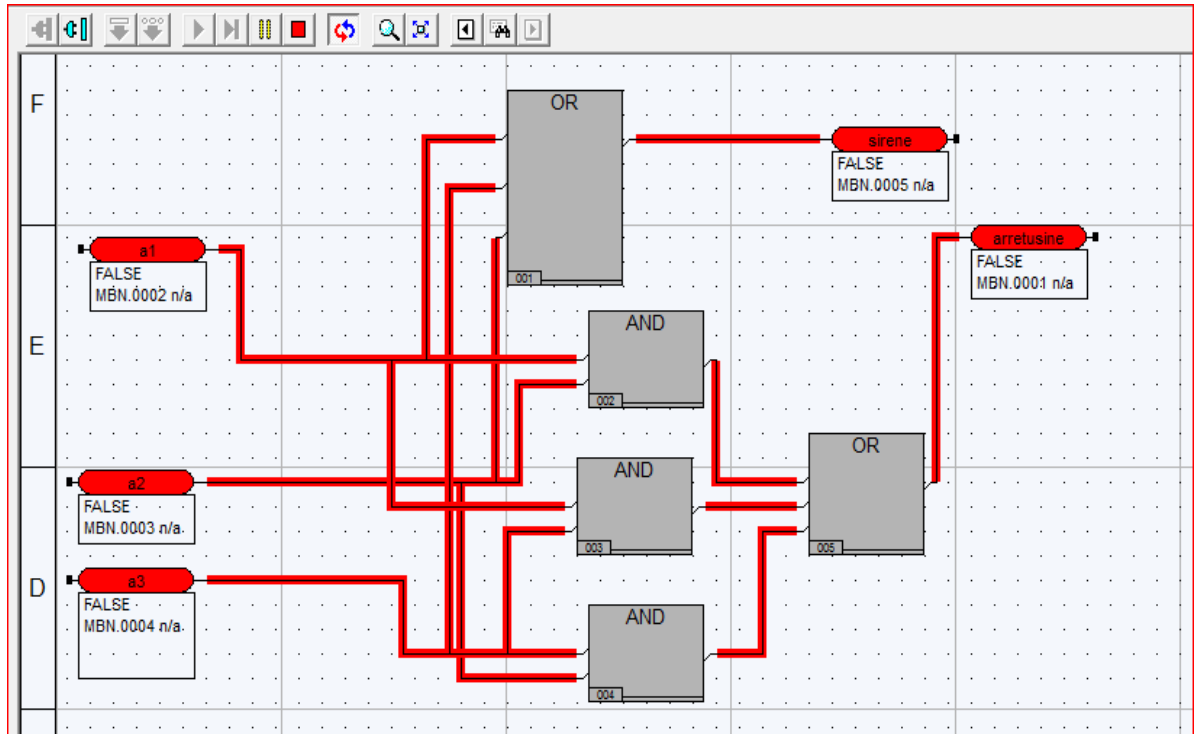 F
OR
001
sirene
FALSE
MBN.0005 n/a
a1
FALSE
MBN.0002 n/a
arretusine
FALSE
MBN.0001 n/a
E
AND
002
OR
005
a2
FALSE
MBN.0003 n/a
AND
003
D
a3
FALSE
MBN.0004 n/a
AND
004